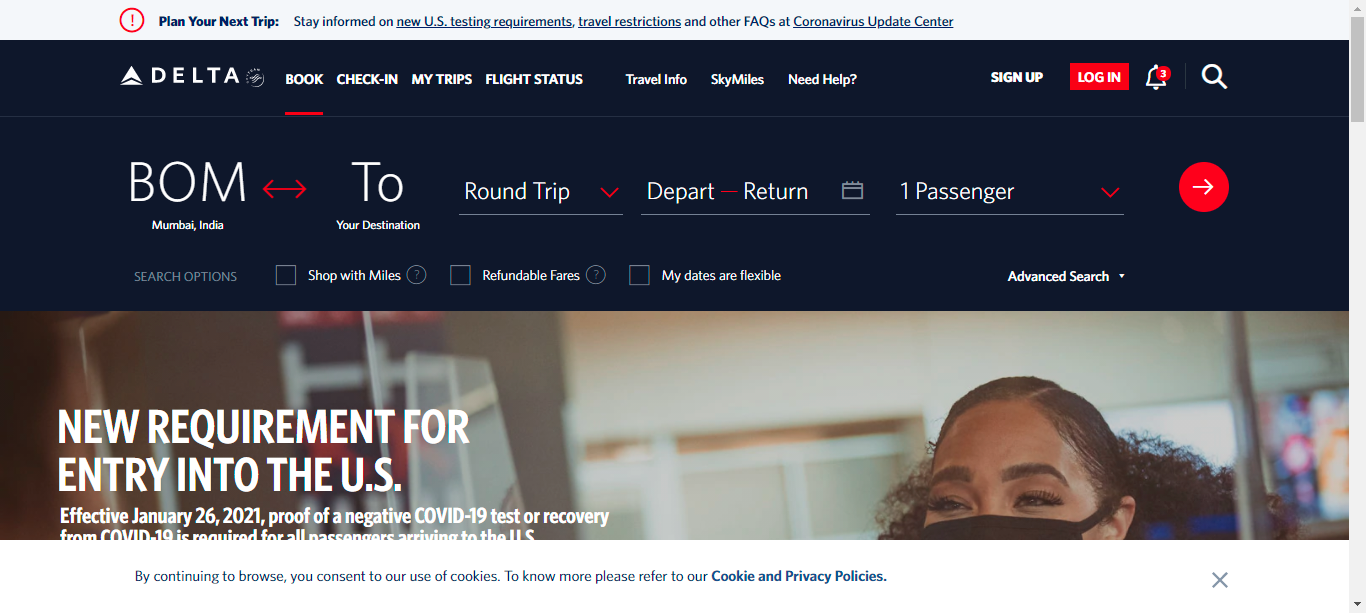 Plan Your Next Trip: Stay informed on new U.S. testing requirements, travel restrictions and other FAQs at Coronavirus Update Center
DELTA BOOK CHECK-IN MY TRIPS FLIGHT STATUS Travel Info SkyMiles Need Help? SIGN UP LOG IN 3
BOM To Round Trip Depart — Return 1 Passenger
Mumbai, India Your Destination
SEARCH OPTIONS Shop with Miles ? Refundable Fares ? My dates are flexible Advanced Search
NEW REQUIREMENT FOR
ENTRY INTO THE U.S.
Effective January 26, 2021, proof of a negative COVID-19 test or recovery
from COVID-19 is required for all passengers arriving to the U.S.
By continuing to browse, you consent to our use of cookies. To know more please refer to our Cookie and Privacy Policies.